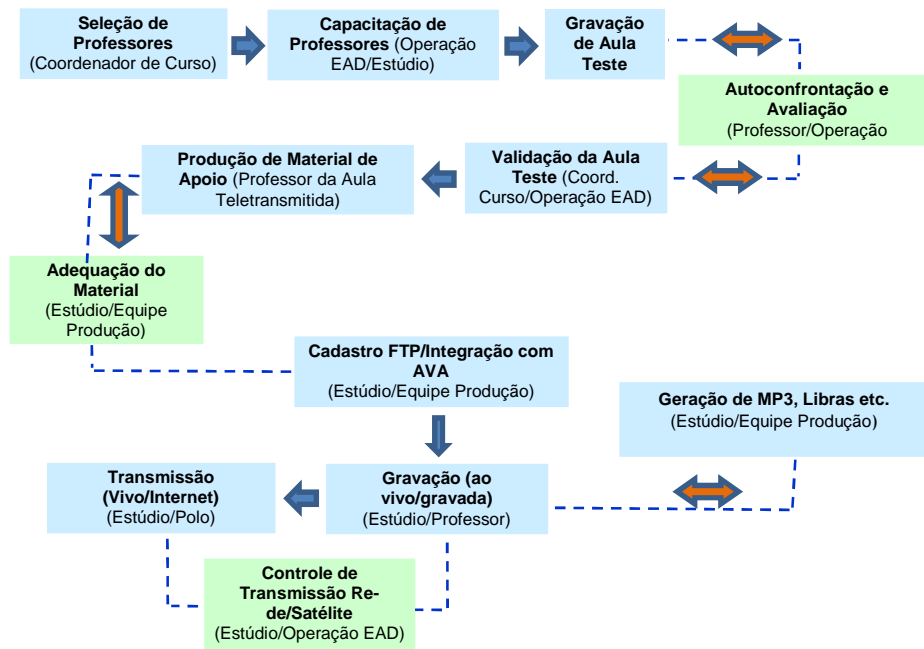 Seleção de
Professores
(Coordenador de Curso)
Capacitação de
Professores (Operação
EAD/Estúdio)
Gravação
de Aula
Teste
Autoconfrontação e
Avaliação
(Professor/Operação
Validação da Aula
Teste (Coord.
Curso/Operação EAD)
Produção de Material de
Apoio (Professor da Aula
Teletransmitida)
Adequação do
Material
(Estúdio/Equipe
Produção)
Cadastro FTP/Integração com
AVA
(Estúdio/Equipe Produção)
Geração de MP3, Libras etc.
(Estúdio/Equipe Produção)
Gravação (ao
vivo/gravada)
(Estúdio/Professor)
Transmissão
(Vivo/Internet)
(Estúdio/Polo)
Controle de
Transmissão Re-
de/Satélite
(Estúdio/Operação EAD)